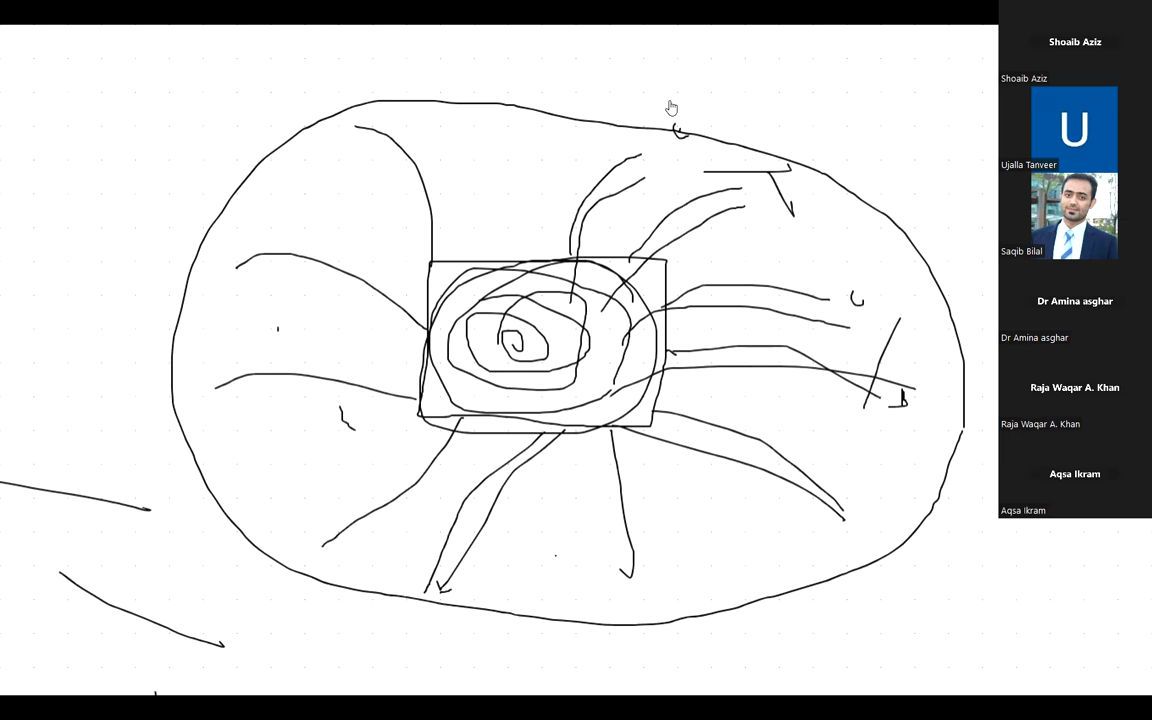 Shoaib Aziz
Shoaib Aziz
U
Ujalla Tanveer
Saqib Bilal
Dr Amina asghar
Dr Amina asghar
Raja Waqar A. Khan
Raja Waqar A. Khan
Aqsa Ikram
Aqsa Ikram